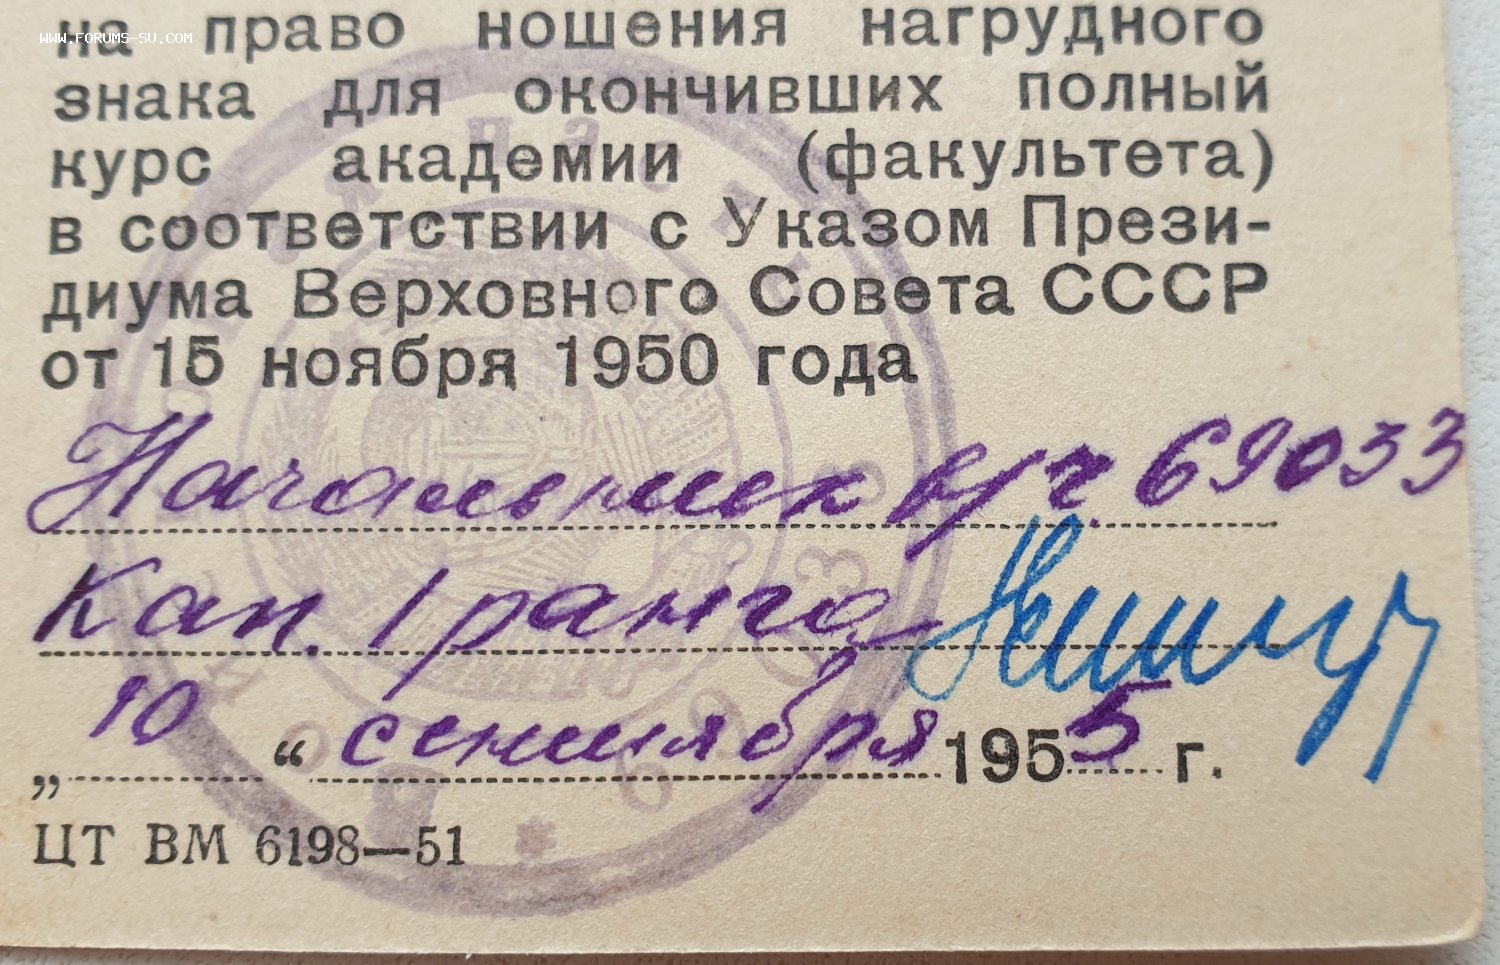 www.forums-su.com
на право ношения нагрудного
знака для окончивших полный
курс академии (факультета)
в соответствии с Указом Прези-
диума Верховного Совета СССР
от 15 ноября 1950 года
Начальник в/ч. 69033
Кап. 1 ранга
„10“ сентября 1955 г.
ЦТ ВМ 6198—51